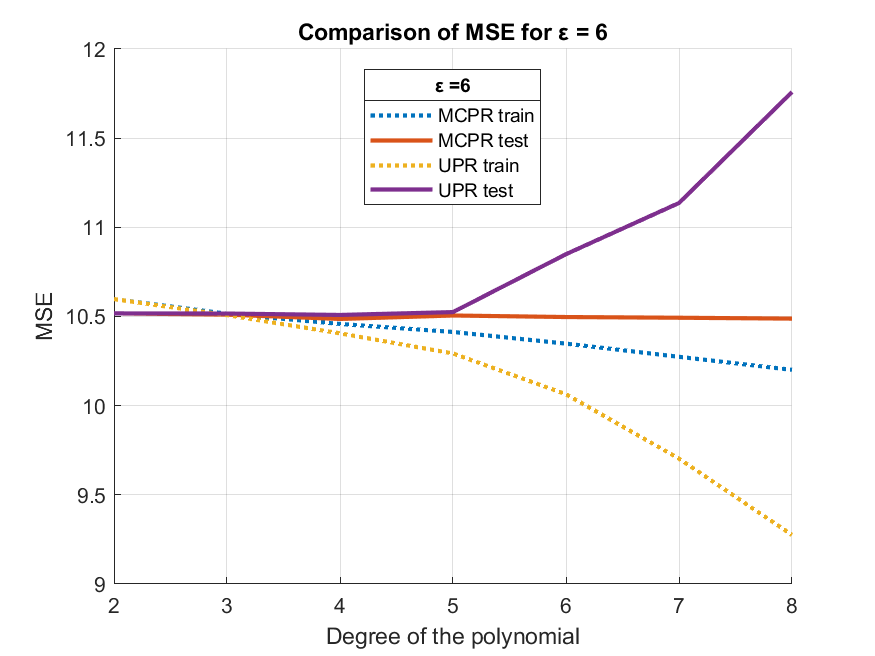 Comparison of MSE for ε = 6
12
11.5
11
10.5
10
9.5
9
MSE
ε =6
MCPR train
MCPR test
UPR train
UPR test
2 3 4 5 6 7 8
Degree of the polynomial